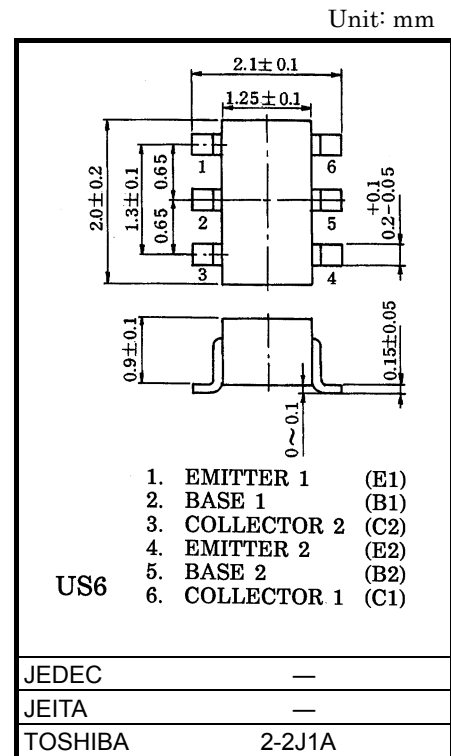 Unit: mm
2.1± 0.1
1.25± 0.1
1
6
2
5
3
4
2.0± 0.2
1.3± 0.1
0.65
0.65
+0.1
0.2-0.05
0.9±0.1
0.15±0.05
0~0.1
1. EMITTER 1 (E1)
2. BASE 1 (B1)
3. COLLECTOR 2 (C2)
4. EMITTER 2 (E2)
5. BASE 2 (B2)
6. COLLECTOR 1 (C1)
US6
JEDEC —
JEITA —
TOSHIBA 2-2J1A